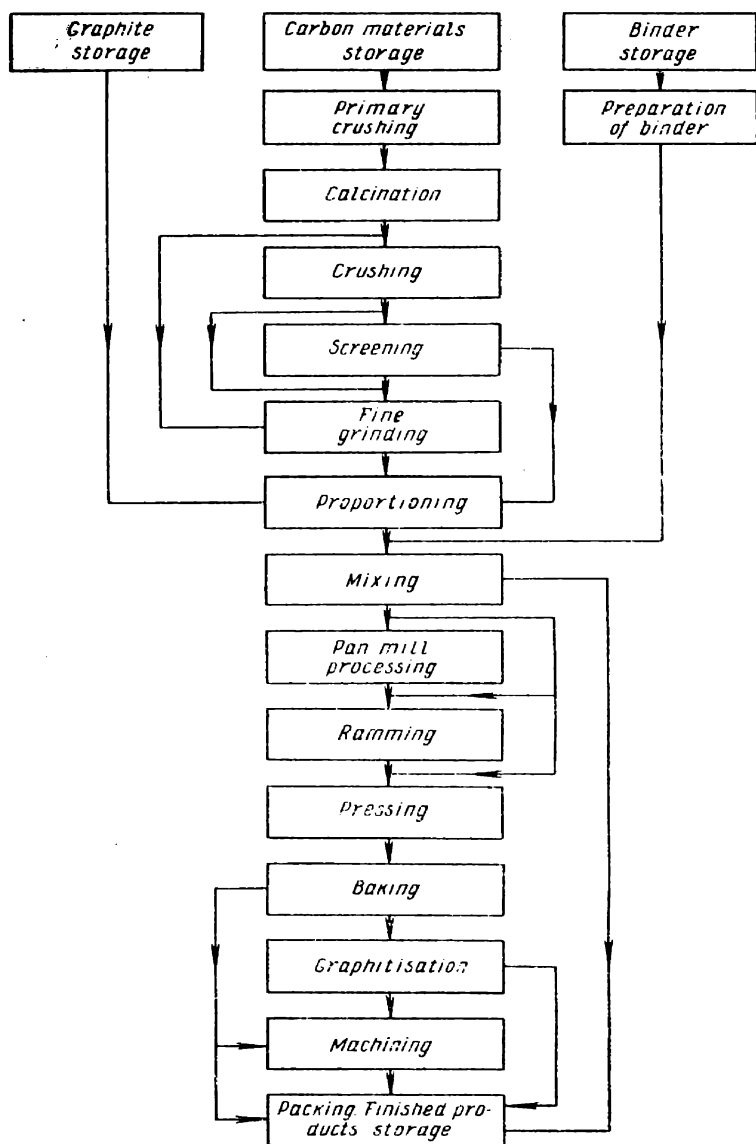 Graphite
storage
Carbon materials
storage
Binder
storage
Primary
crushing
Preparation
of binder
Calcination
Crushing
Screening
Fine
grinding
Proportioning
Mixing
Pan mill
processing
Ramming
Pressing
Baking
Graphitisation
Machining
Packing. Finished pro-
ducts storage